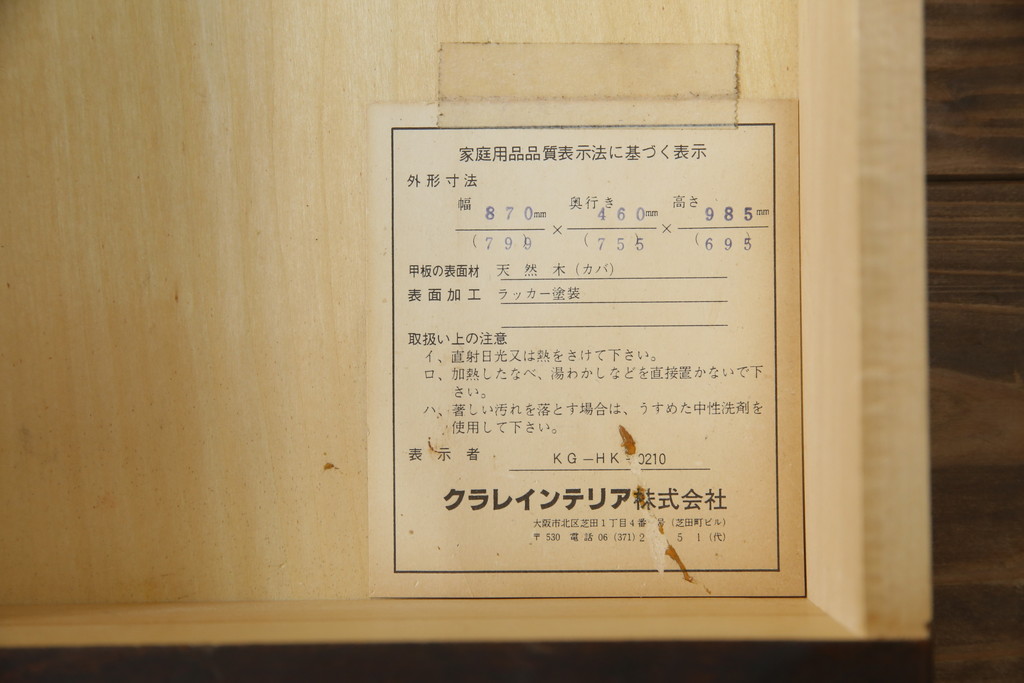 家庭用品品質表示法に基づく表示
外形寸法
幅 870mm × 奥行き 460mm × 高さ 985mm
(799) (755) (695)
甲板の表面材 天然木(カバ)
表面加工 ラッカー塗装
取扱い上の注意
イ、直射日光又は熱をさけて下さい。
ロ、加熱したなべ、湯わかしなどを直接置かないで下
さい。
ハ、著しい汚れを落とす場合は、うすめた中性洗剤を
使用して下さい。
表示者 KG-HK-0210
クラレインテリア株式会社
大阪市北区芝田1丁目4番 号(芝田町ビル)
〒530 電話 06(371)2 51(代)